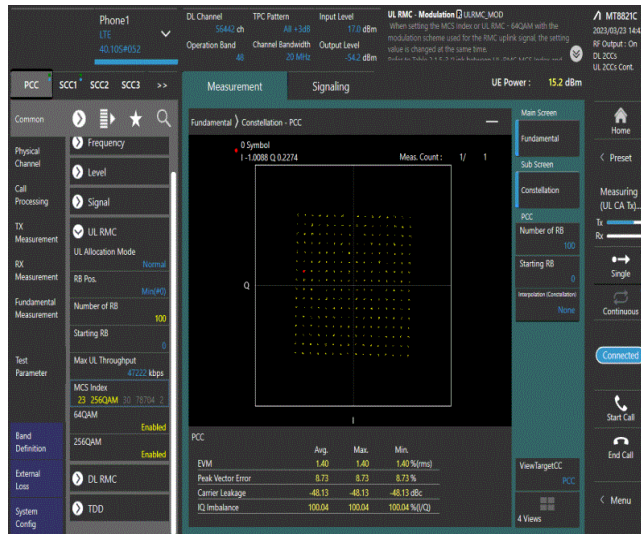 Phone1
LTE
40.105#052
DL Channel
56442 ch
TPC Pattern
All +3dB
Input Level
17.0 dBm
Operation Band
48
Channel Bandwidth
20 MHz
Output Level
-54.2 dBm
UL RMC - Modulation ULRMC_MOD
When setting the MCS Index or UL RMC - 64QAM with the
modulation scheme used for the RMC uplink signal, the setting
value is changed at the same time.
MT8821C
2023/03/23 14:4
RF Output : On
DL 2CCs
UL 2CCs Cont.
PCC
SCC1
SCC2
SCC3
>>
Measurement
Signaling
UE Power : 15.2 dBm
Common
Physical
Channel
Call
Processing
TX
Measurement
RX
Measurement
Fundamental
Measurement
Test
Parameter
Band
Definition
External
Loss
System
Config
Frequency
Level
Signal
UL RMC
UL Allocation Mode
Normal
RB Pos.
Min(#0)
Number of RB
100
Starting RB
0
Max UL Throughput
47222 kbps
MCS Index
23 256QAM 30 78704 2
64QAM
Enabled
256QAM
Enabled
DL RMC
TDD
Fundamental ⟩ Constellation - PCC
0 Symbol
I -1.0088 Q 0.2274
Meas. Count : 1/ 1
Q
I
PCC
Avg. Max. Min.
EVM 1.40 1.40 1.40 %(rms)
Peak Vector Error 8.73 8.73 8.73 %
Carrier Leakage -48.13 -48.13 -48.13 dBc
IQ Imbalance 100.04 100.04 100.04 %(I/Q)
Main Screen
Fundamental
Sub Screen
Constellation
PCC
Number of RB
100
Starting RB
0
Interpolation (Constellation)
None
ViewTargetCC
PCC
4 Views
Home
Preset
Measuring
(UL CA Tx)...
Tx
Rx
Single
Continuous
Connected
Start Call
End Call
Menu